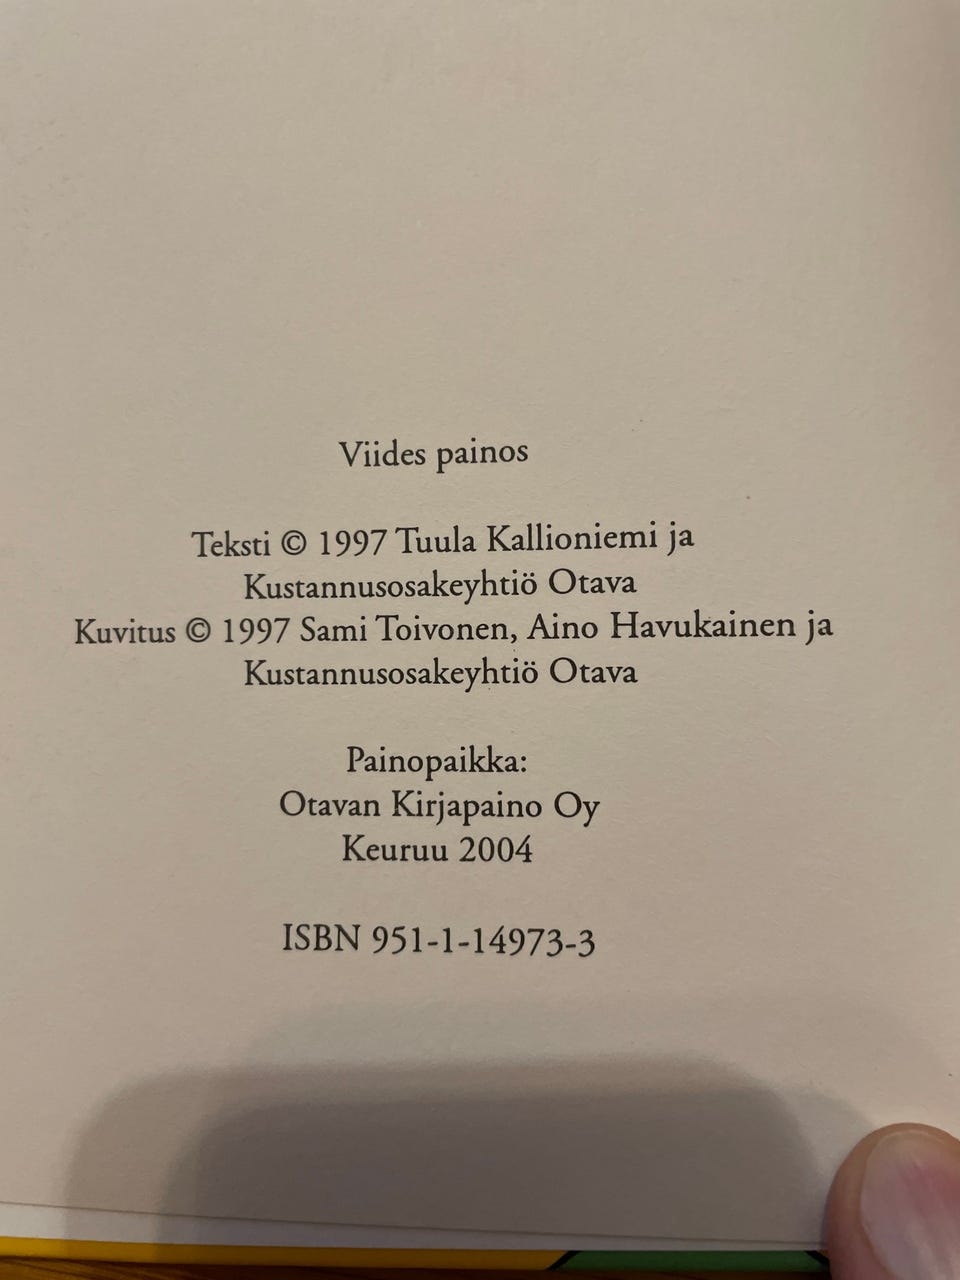 Viides painos
Teksti © 1997 Tuula Kallioniemi ja
Kustannusosakeyhtiö Otava
Kuvitus © 1997 Sami Toivonen, Aino Havukainen ja
Kustannusosakeyhtiö Otava
Painopaikka:
Otavan Kirjapaino Oy
Keuruu 2004
ISBN 951-1-14973-3